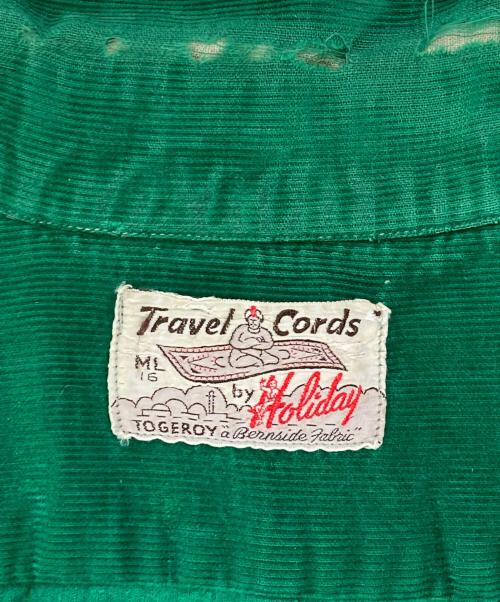 Travel Cords
ML
16
by Holiday
TOGEROY "a Bernside Fabric"